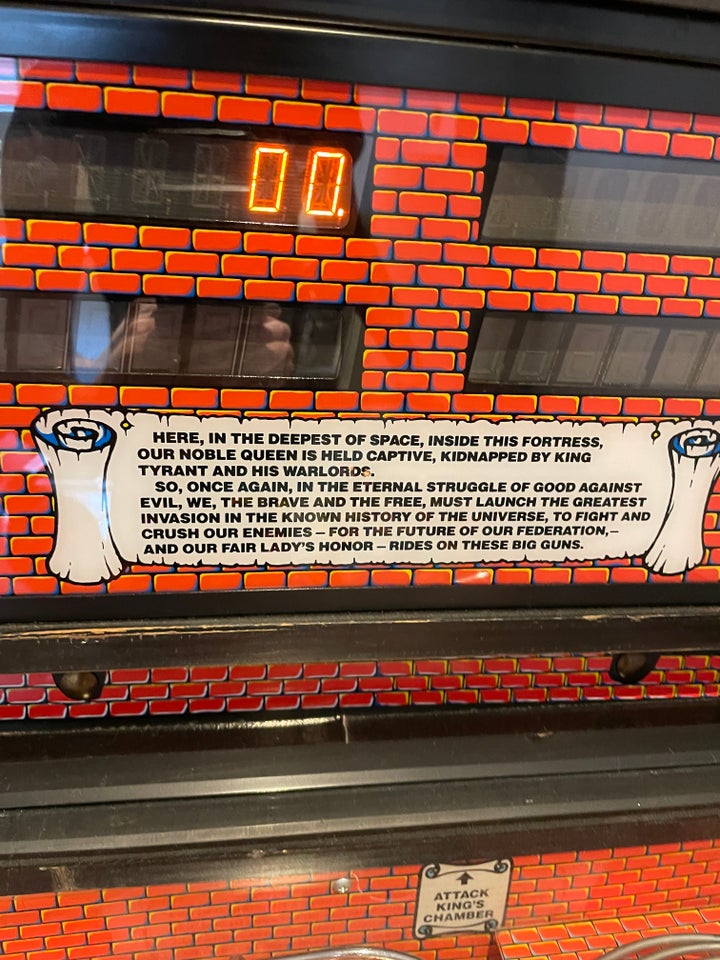 00.
HERE, IN THE DEEPEST OF SPACE, INSIDE THIS FORTRESS,
OUR NOBLE QUEEN IS HELD CAPTIVE, KIDNAPPED BY KING
TYRANT AND HIS WARLORDS.
SO, ONCE AGAIN, IN THE ETERNAL STRUGGLE OF GOOD AGAINST
EVIL, WE, THE BRAVE AND THE FREE, MUST LAUNCH THE GREATEST
INVASION IN THE KNOWN HISTORY OF THE UNIVERSE, TO FIGHT AND
CRUSH OUR ENEMIES – FOR THE FUTURE OF OUR FEDERATION,–
AND OUR FAIR LADY'S HONOR – RIDES ON THESE BIG GUNS.
ATTACK
KING'S
CHAMBER